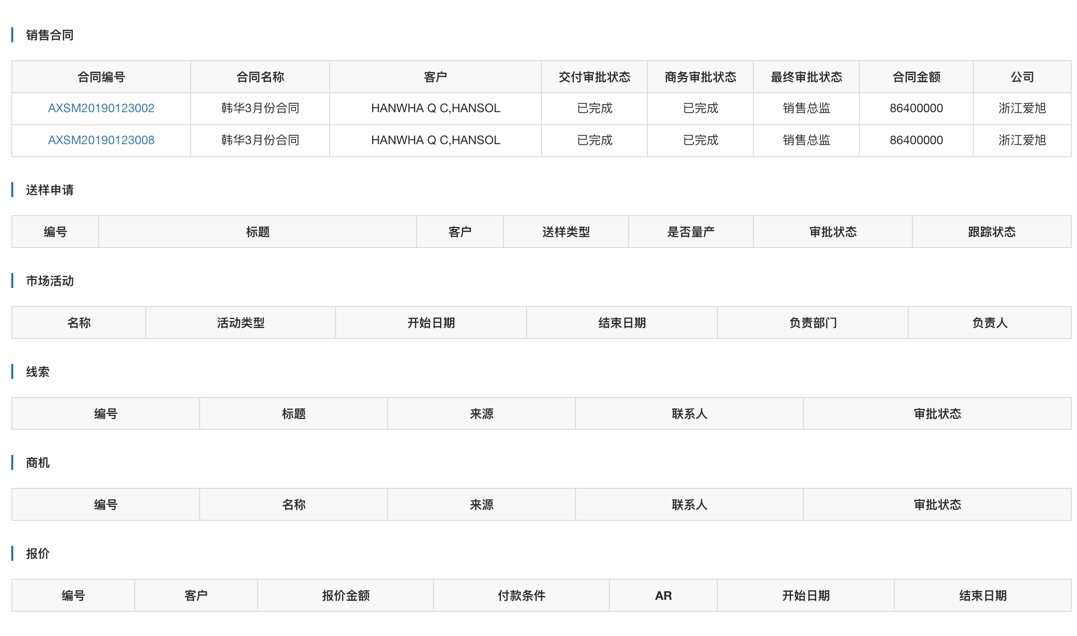 销售合同
合同编号 合同名称 客户 交付审批状态 商务审批状态 最终审批状态 合同金额 公司
AXSM20190123002 韩华3月份合同 HANWHA Q C,HANSOL 已完成 已完成 销售总监 86400000 浙江爱旭
AXSM20190123008 韩华3月份合同 HANWHA Q C,HANSOL 已完成 已完成 销售总监 86400000 浙江爱旭
送样申请
编号 标题 客户 送样类型 是否量产 审批状态 跟踪状态
市场活动
名称 活动类型 开始日期 结束日期 负责部门 负责人
线索
编号 标题 来源 联系人 审批状态
商机
编号 名称 来源 联系人 审批状态
报价
编号 客户 报价金额 付款条件 AR 开始日期 结束日期